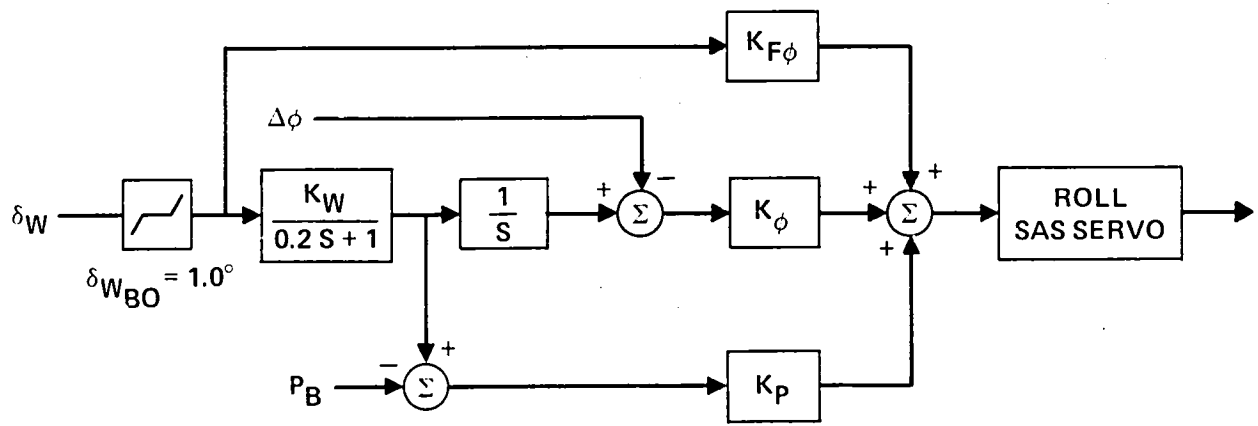 K_Fφ
Δφ
−
+
δ_W
K_W
0.2 S + 1
1
S
+
Σ
K_φ
+
Σ
+
ROLL
SAS SERVO
δ_W_BO = 1.0°
+
−
P_B
Σ
K_P